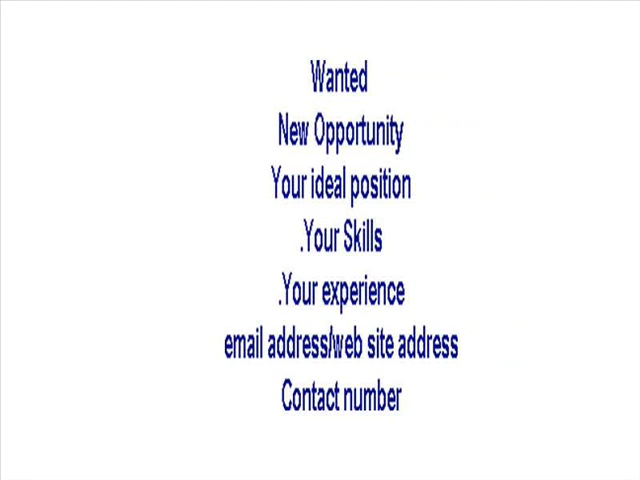 Wanted
New Opportunity
Your ideal position
.Your Skills
.Your experience
email address/web site address
Contact number